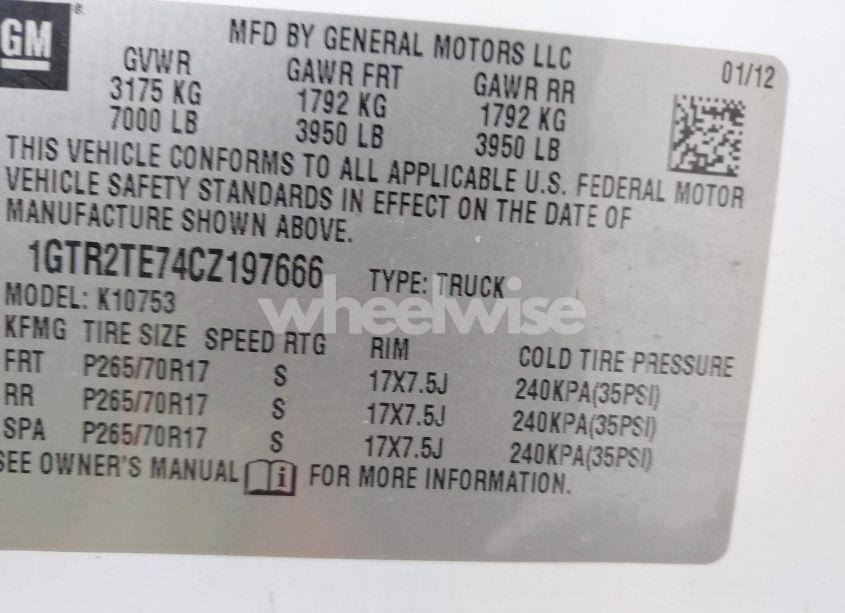 GM
MFD BY GENERAL MOTORS LLC
01/12
GVWR GAWR FRT GAWR RR
3175 KG 1792 KG 1792 KG
7000 LB 3950 LB 3950 LB
THIS VEHICLE CONFORMS TO ALL APPLICABLE U.S. FEDERAL MOTOR
VEHICLE SAFETY STANDARDS IN EFFECT ON THE DATE OF
MANUFACTURE SHOWN ABOVE.
1GTR2TE74CZ197666 TYPE: TRUCK
MODEL: K10753
wheelwise
KFMG TIRE SIZE SPEED RTG RIM COLD TIRE PRESSURE
FRT P265/70R17 S 17X7.5J 240KPA(35PSI)
RR P265/70R17 S 17X7.5J 240KPA(35PSI)
SPA P265/70R17 S 17X7.5J 240KPA(35PSI)
SEE OWNER'S MANUAL FOR MORE INFORMATION.